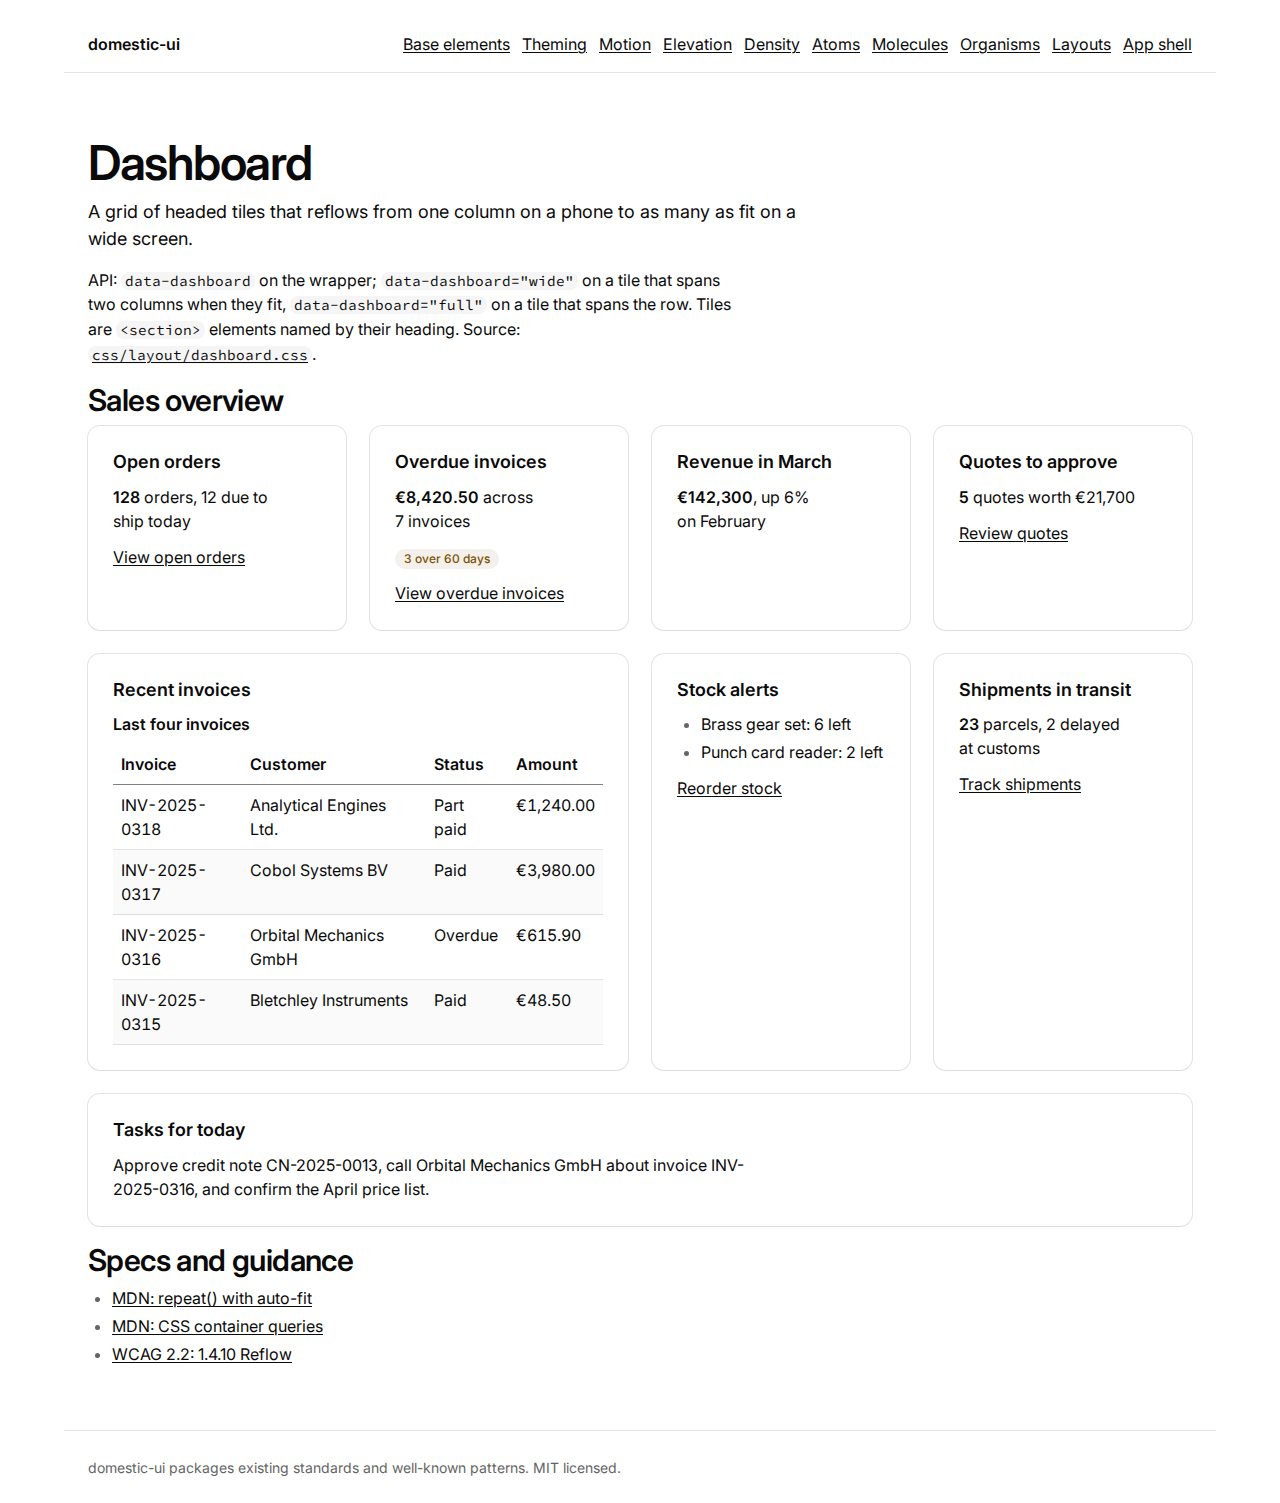 domestic-ui
Base elements Theming Motion Elevation Density Atoms Molecules Organisms Layouts App shell
Dashboard
A grid of headed tiles that reflows from one column on a phone to as many as fit on a
wide screen.
API: data-dashboard on the wrapper; data-dashboard="wide" on a tile that spans
two columns when they fit, data-dashboard="full" on a tile that spans the row. Tiles
are <section> elements named by their heading. Source:
css/layout/dashboard.css.
Sales overview
Open orders
128 orders, 12 due to
ship today
View open orders
Overdue invoices
€8,420.50 across
7 invoices
3 over 60 days
View overdue invoices
Revenue in March
€142,300, up 6%
on February
Quotes to approve
5 quotes worth €21,700
Review quotes
Recent invoices
Last four invoices
Invoice Customer Status Amount
INV-2025-0318 Analytical Engines Ltd. Part paid €1,240.00
INV-2025-0317 Cobol Systems BV Paid €3,980.00
INV-2025-0316 Orbital Mechanics GmbH Overdue €615.90
INV-2025-0315 Bletchley Instruments Paid €48.50
Stock alerts
• Brass gear set: 6 left
• Punch card reader: 2 left
Reorder stock
Shipments in transit
23 parcels, 2 delayed
at customs
Track shipments
Tasks for today
Approve credit note CN-2025-0013, call Orbital Mechanics GmbH about invoice INV-
2025-0316, and confirm the April price list.
Specs and guidance
• MDN: repeat() with auto-fit
• MDN: CSS container queries
• WCAG 2.2: 1.4.10 Reflow
domestic-ui packages existing standards and well-known patterns. MIT licensed.